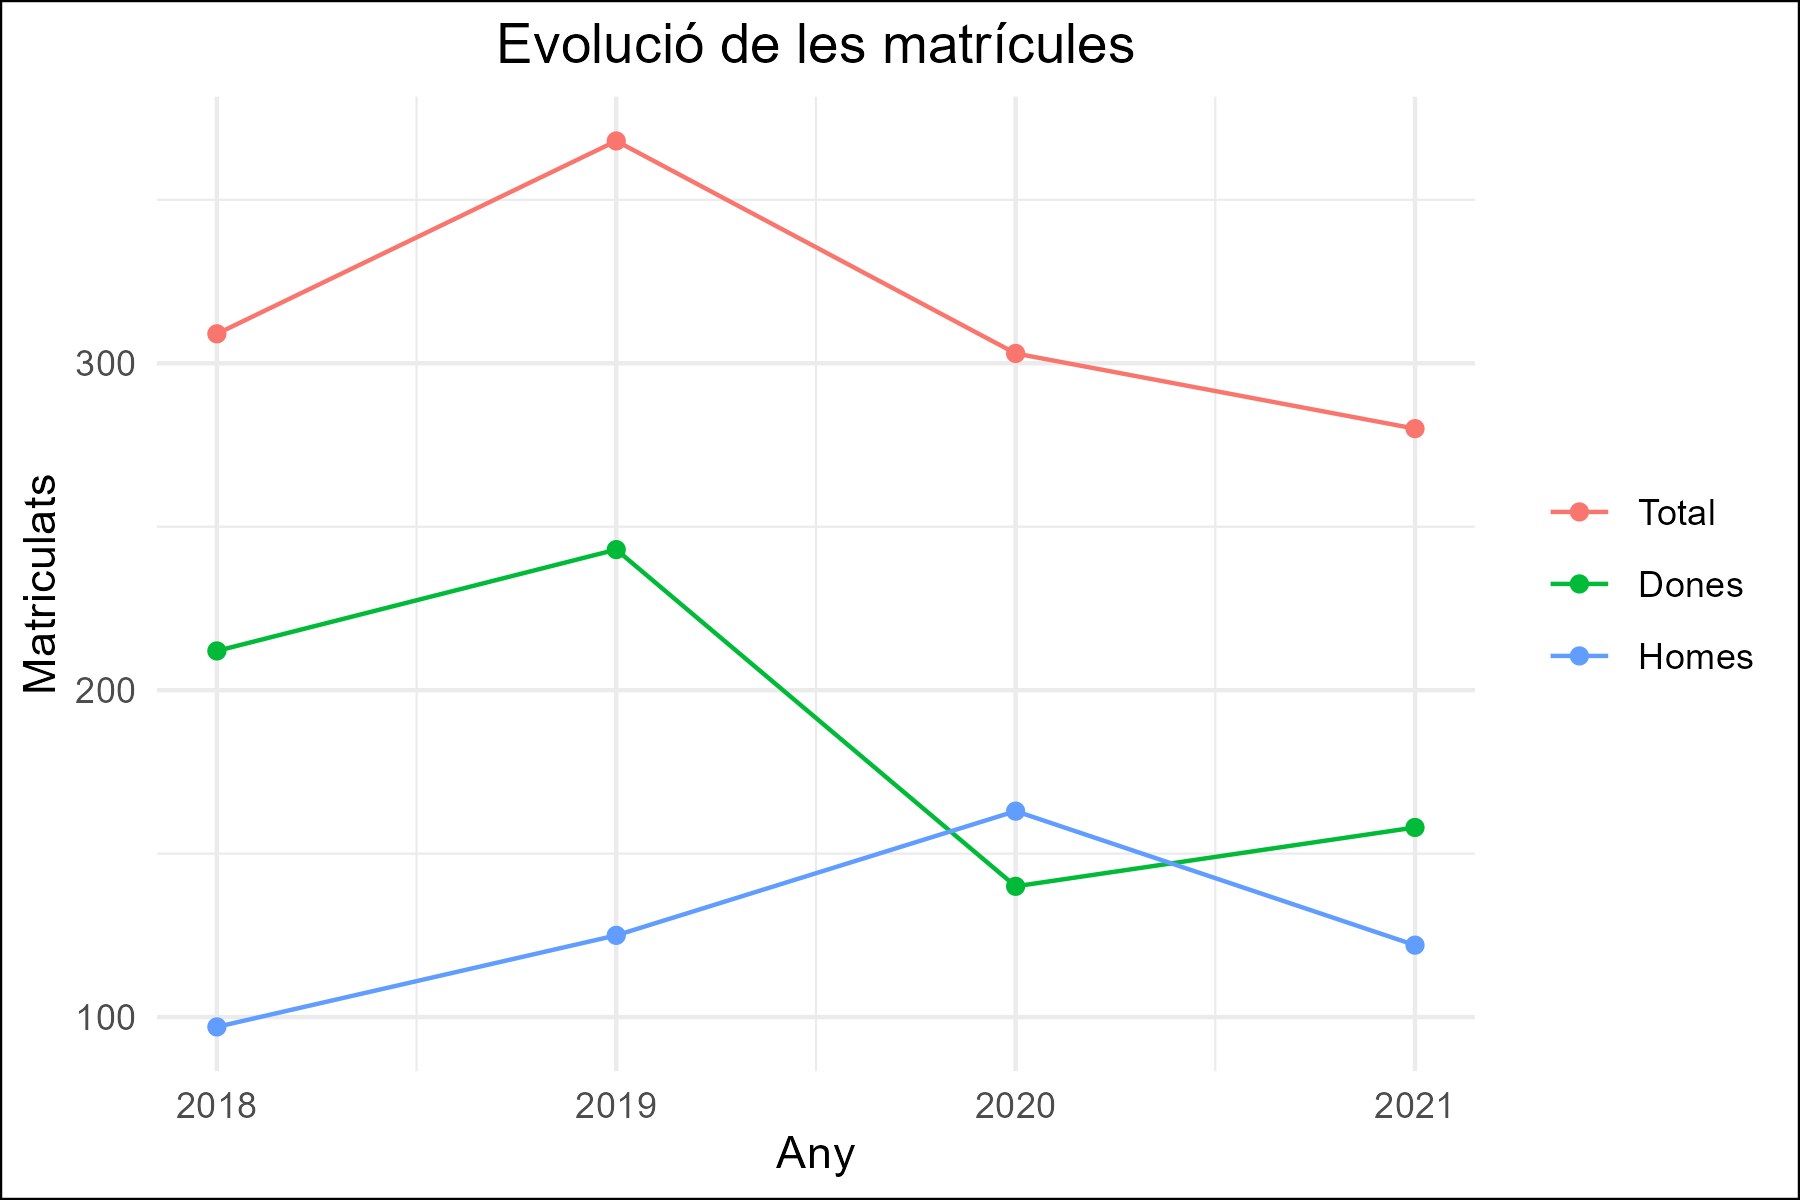 Evolució de les matrícules
Matriculats
300
200
100
2018
2019
2020
2021
Any
Total
Dones
Homes